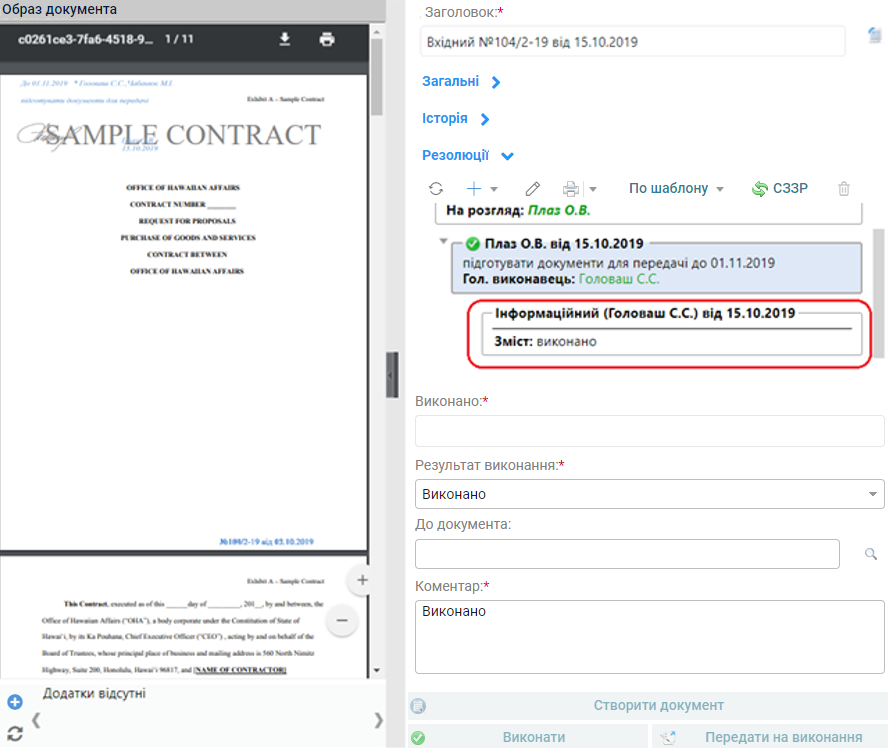 Образ документа
c0261ce3-7fa6-4518-9... 1 / 11
До 01.11.2019 * Головаш С.С., Чабанюк М.Г.
підготувати документи для передачі
Exhibit A – Sample Contract
SAMPLE CONTRACT
15.10.2019
OFFICE OF HAWAIIAN AFFAIRS
CONTRACT NUMBER ______
REQUEST FOR PROPOSALS
PURCHASE OF GOODS AND SERVICES
CONTRACT BETWEEN
OFFICE OF HAWAIIAN AFFAIRS
№104/2-19 від 03.10.2019
Exhibit A – Sample Contract
This Contract, executed as of this _____day of ________, 201__, by and between, the
Office of Hawaiian Affairs ("OHA"), a body corporate under the Constitution of State of
Hawai'i, by its Ka Pouhana, Chief Executive Officer ("CEO") , acting by and on behalf of the
Board of Trustees, whose principal place of business and mailing address is 560 North Nimitz
Highway, Suite 200, Honolulu, Hawai'i 96817, and [NAME OF CONTRACTOR]
Додатки відсутні
Заголовок:*
Вхідний №104/2-19 від 15.10.2019
Загальні
Історія
Резолюції
По шаблону
СЗЗР
На розгляд: Плаз О.В.
Плаз О.В. від 15.10.2019
підготувати документи для передачі до 01.11.2019
Гол. виконавець: Головаш С.С.
Інформаційний (Головаш С.С.) від 15.10.2019
Зміст: виконано
Виконано:*
Результат виконання:*
Виконано
До документа:
Коментар:*
Виконано
Створити документ
Виконати
Передати на виконання